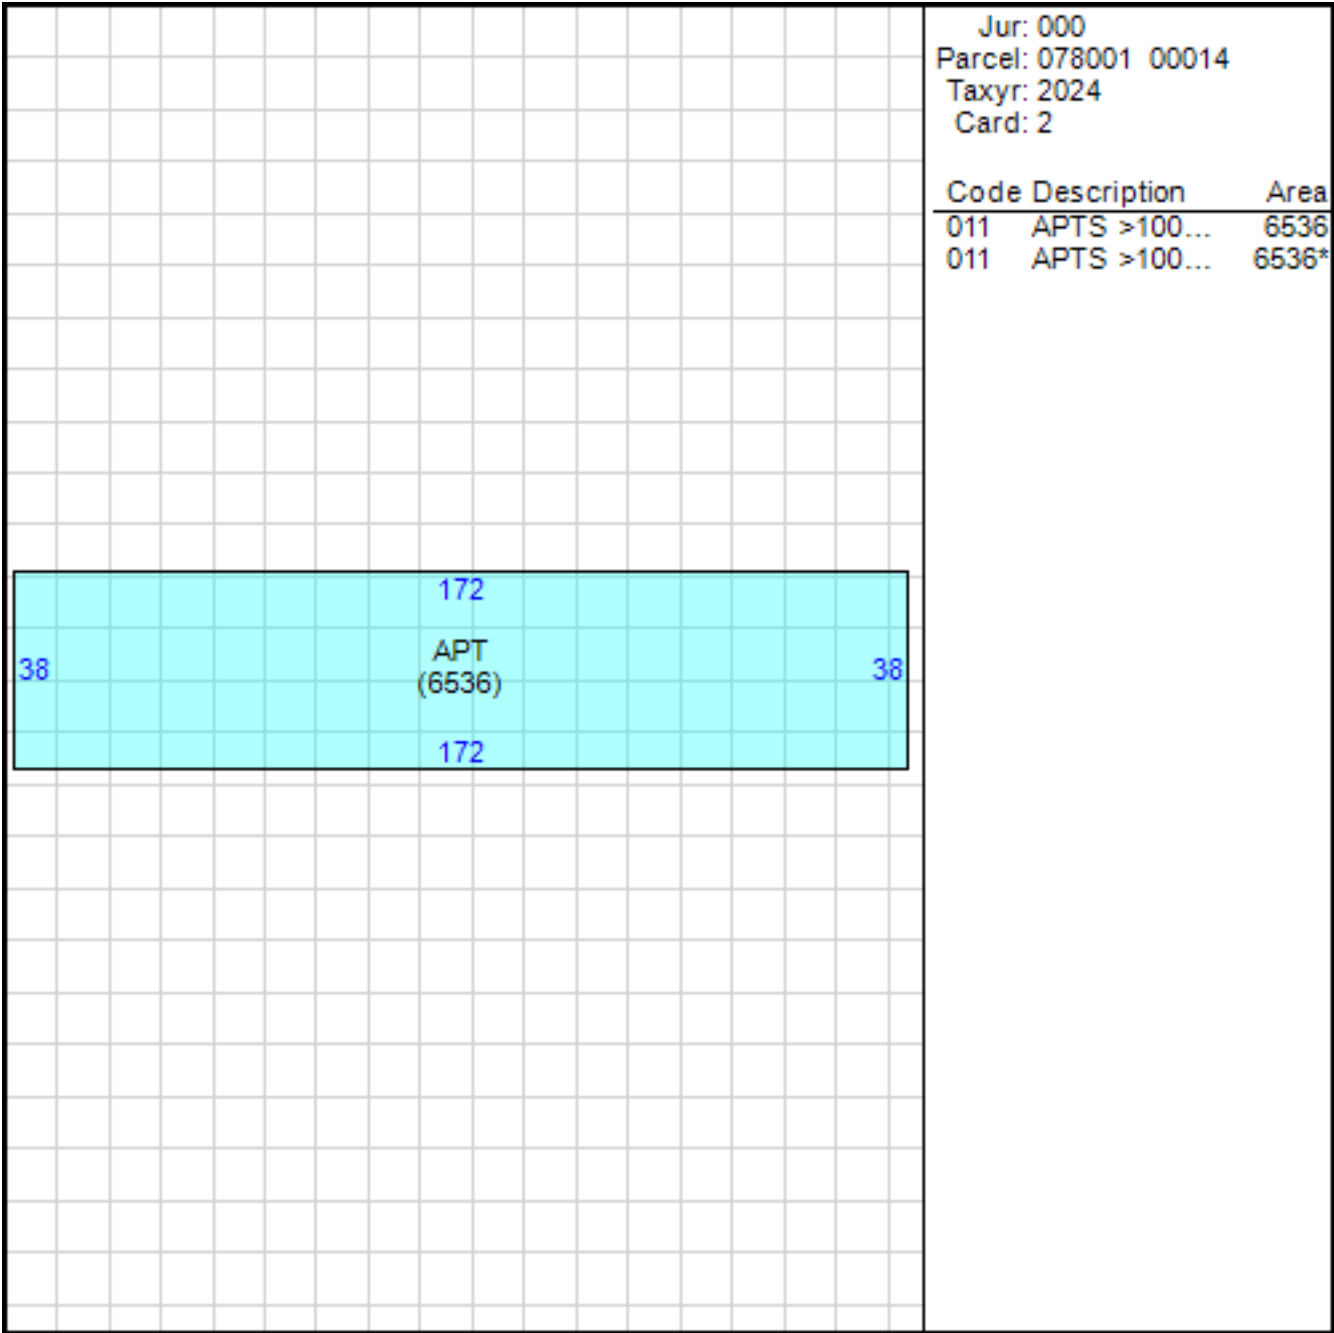 Jur: 000
Parcel: 078001 00014
Taxyr: 2024
Card: 2
Code Description Area
011 APTS >100... 6536
011 APTS >100... 6536*
172
APT
38 38
(6536)
172